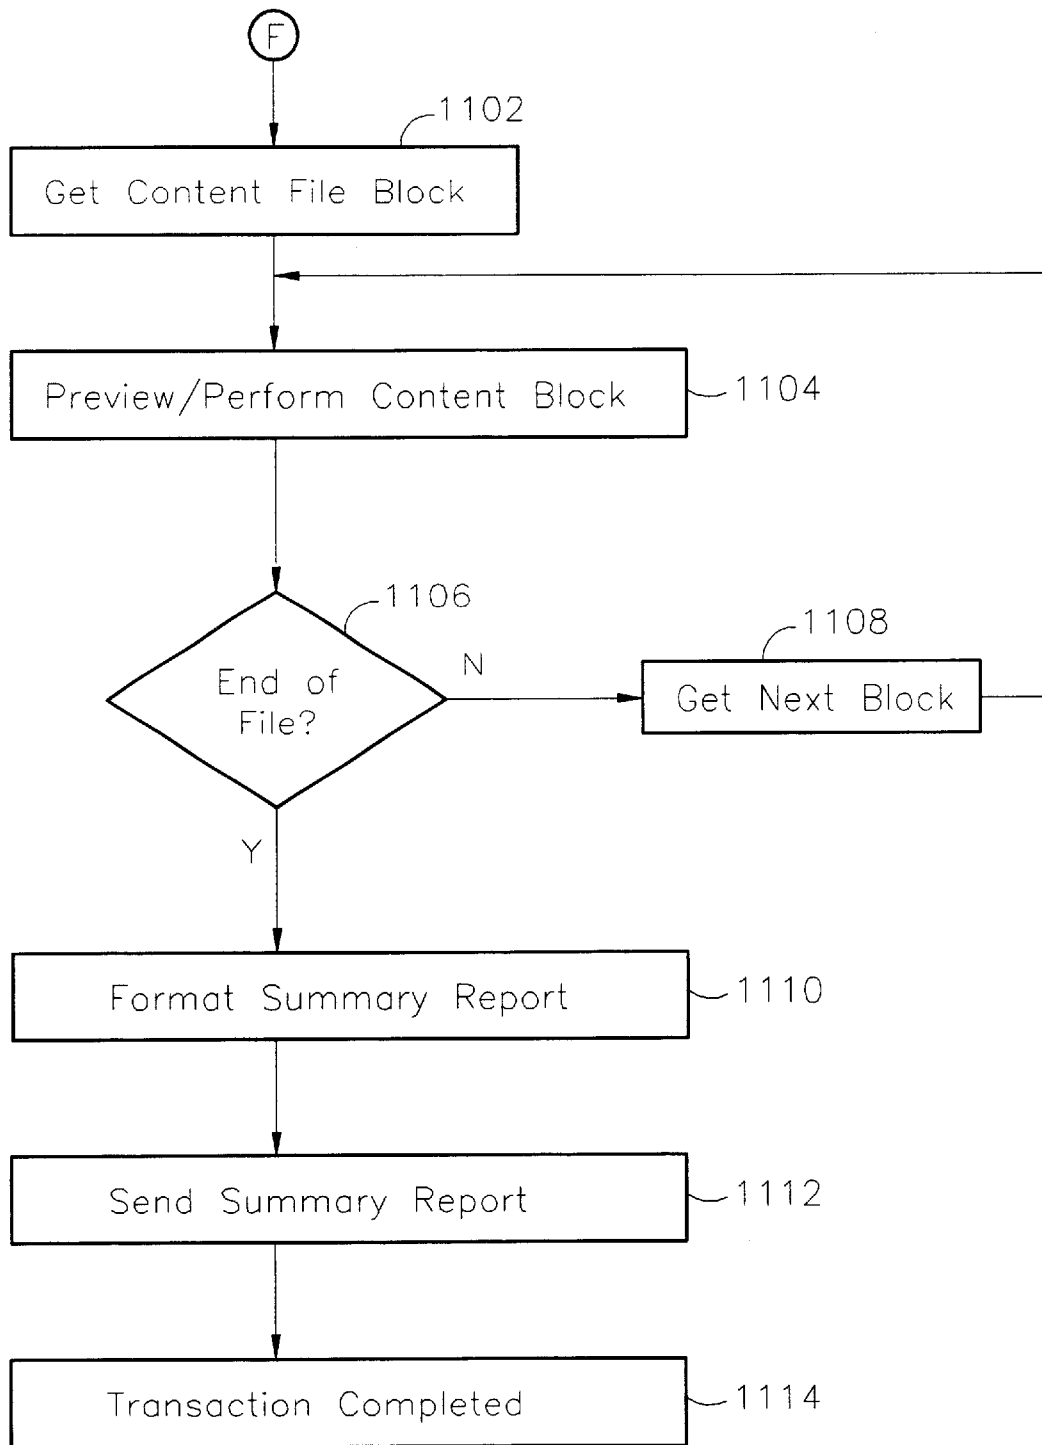 F
1102
Get Content File Block
Preview/Perform Content Block
1104
1106
End of
File?
N
1108
Get Next Block
Y
Format Summary Report
1110
Send Summary Report
1112
Transaction Completed
1114